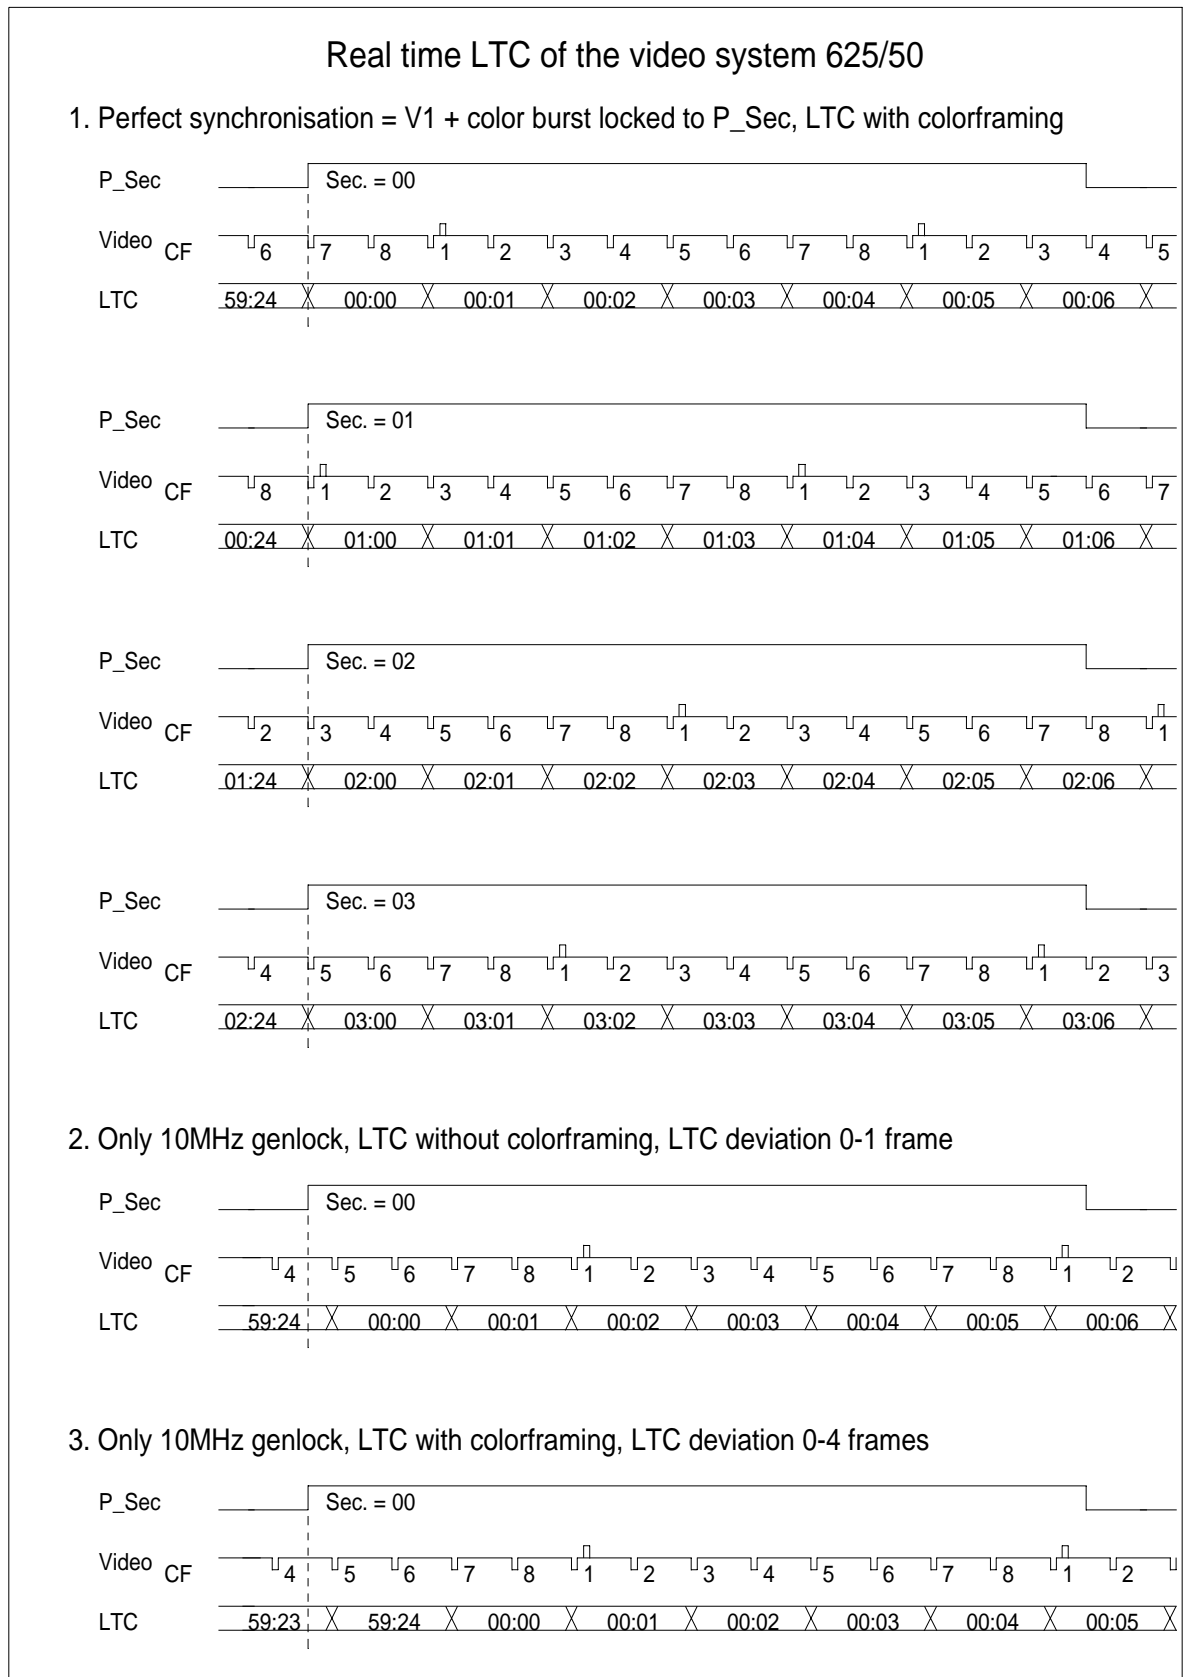 Real time LTC of the video system 625/50
1. Perfect synchronisation = V1 + color burst locked to P_Sec, LTC with colorframing
P_Sec Sec. = 00
Video CF 6 7 8 1 2 3 4 5 6 7 8 1 2 3 4 5
LTC 59:24 00:00 00:01 00:02 00:03 00:04 00:05 00:06
P_Sec Sec. = 01
Video CF 8 1 2 3 4 5 6 7 8 1 2 3 4 5 6 7
LTC 00:24 01:00 01:01 01:02 01:03 01:04 01:05 01:06
P_Sec Sec. = 02
Video CF 2 3 4 5 6 7 8 1 2 3 4 5 6 7 8 1
LTC 01:24 02:00 02:01 02:02 02:03 02:04 02:05 02:06
P_Sec Sec. = 03
Video CF 4 5 6 7 8 1 2 3 4 5 6 7 8 1 2 3
LTC 02:24 03:00 03:01 03:02 03:03 03:04 03:05 03:06
2. Only 10MHz genlock, LTC without colorframing, LTC deviation 0-1 frame
P_Sec Sec. = 00
Video CF 4 5 6 7 8 1 2 3 4 5 6 7 8 1 2
LTC 59:24 00:00 00:01 00:02 00:03 00:04 00:05 00:06
3. Only 10MHz genlock, LTC with colorframing, LTC deviation 0-4 frames
P_Sec Sec. = 00
Video CF 4 5 6 7 8 1 2 3 4 5 6 7 8 1 2
LTC 59:23 59:24 00:00 00:01 00:02 00:03 00:04 00:05